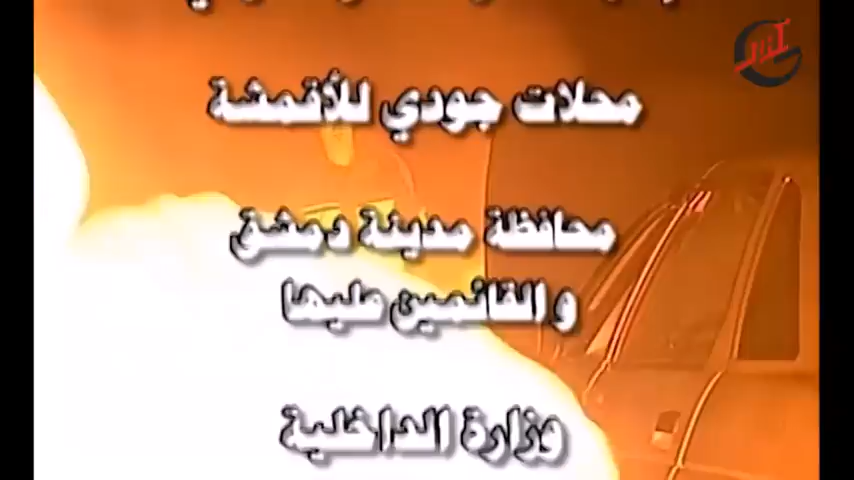 محلات جودي للأقمشة
محافظة مدينة دمشق
والقائمين عليها
وزارة الداخلية